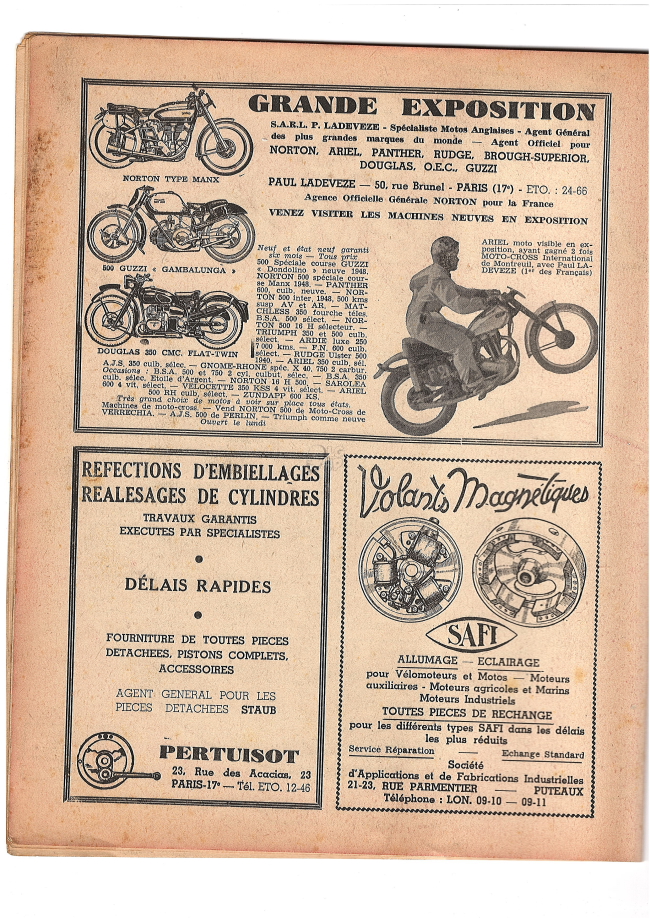 GRANDE EXPOSITION
S.A.R.L. P. LADEVEZE - Spécialiste Motos Anglaises - Agent Général
des plus grandes marques du monde — Agent Officiel pour
NORTON, ARIEL, PANTHER, RUDGE, BROUGH-SUPERIOR,
DOUGLAS, O.E.C., GUZZI
PAUL LADEVEZE — 50, rue Brunel - PARIS (17e) - ETO. : 24-66
Agence Officielle Générale NORTON pour la France
VENEZ VISITER LES MACHINES NEUVES EN EXPOSITION
NORTON TYPE MANX
500 GUZZI « GAMBALUNGA »
DOUGLAS 350 CMC. FLAT-TWIN
Neuf et état neuf garanti
six mois — Tous prix
500 Spéciale course GUZZI
« Dondolino » neuve 1948.
NORTON 500 spéciale cour-
se Manx 1948. — PANTHER
600, culb. neuve. — NOR-
TON 500 inter, 1948, 500 kms
susp AV et AR. — MAT-
CHLESS 350 fourche téles.
B.S.A. 500 sélect. — NOR-
TON 500 16 H sélecteur. —
TRIUMPH 350 et 500 culb.
sélect. — ARDIE luxe 250
7 000 kms. — F.N. 600 culb.
sélect. — RUDGE Ulster 500
1940. — ARIEL 350 culb. sél.
A.J.S. 350 culb. sélec. — GNOME-RHONE spéc. X 40, 750 2 carbur.
Occasions : B.S.A. 500 et 750 2 cyl. culbut. sélec. — B.S.A 350
culb. sélec. Etoile d'Argent. — NORTON 16 H 500. — SAROLEA
600 4 vit. sélect. — VELOCETTE 350 KSS 4 vit. sélect. — ARIEL
500 RH culb. sélect. — ZUNDAPP 600 KS.
Très grand choix de motos à voir sur place tous états.
Machines de moto-cross. — Vend NORTON 500 de Moto-Cross de
VERRECHIA. — A.J.S. 500 de PERLIN. — Triumph comme neuve
Ouvert le lundi
ARIEL moto visible en ex-
position, ayant gagné 2 fois
MOTO-CROSS International
de Montreuil, avec Paul LA-
DEVEZE (1er des Français)
REFECTIONS D'EMBIELLAGES
REALESAGES DE CYLINDRES
TRAVAUX GARANTIS
EXECUTES PAR SPECIALISTES
•
DÉLAIS RAPIDES
•
FOURNITURE DE TOUTES PIECES
DETACHEES, PISTONS COMPLETS,
ACCESSOIRES
AGENT GENERAL POUR LES
PIECES DETACHEES STAUB
PERTUISOT
23, Rue des Acacias, 23
PARIS-17e — Tél. ETO. 12-46
Volants Magnétiques
SAFI
ALLUMAGE — ECLAIRAGE
pour Vélomoteurs et Motos — Moteurs
auxiliaires - Moteurs agricoles et Marins
Moteurs Industriels
TOUTES PIECES DE RECHANGE
pour les différents types SAFI dans les délais
les plus réduits
Service Réparation — Echange Standard
Société
d'Applications et de Fabrications Industrielles
21-23, RUE PARMENTIER — PUTEAUX
Téléphone : LON. 09-10 — 09-11